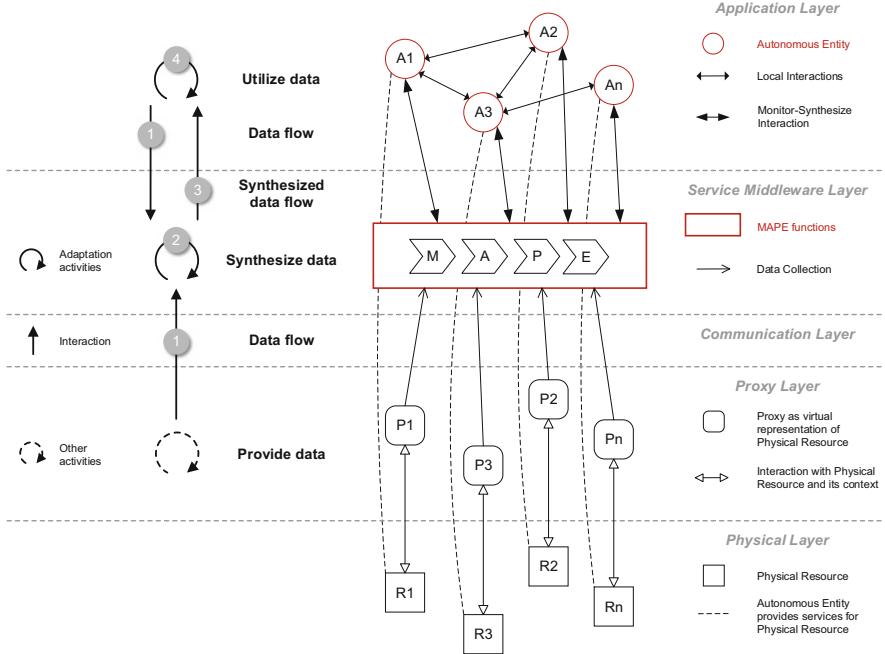 Application Layer
4
Utilize data
1
Data flow
A1
A2
A3
An
Autonomous Entity
Local Interactions
Monitor-Synthesize
Interaction
3
Synthesized
data flow
Service Middleware Layer
Adaptation
activities
2
Synthesize data
M
A
P
E
MAPE functions
Data Collection
Interaction
1
Data flow
Communication Layer
Proxy Layer
Other
activities
Provide data
P1
P3
P2
Pn
Proxy as virtual
representation of
Physical Resource
Interaction with Physical
Resource and its context
Physical Layer
R1
R3
R2
Rn
Physical Resource
Autonomous Entity
provides services for
Physical Resource